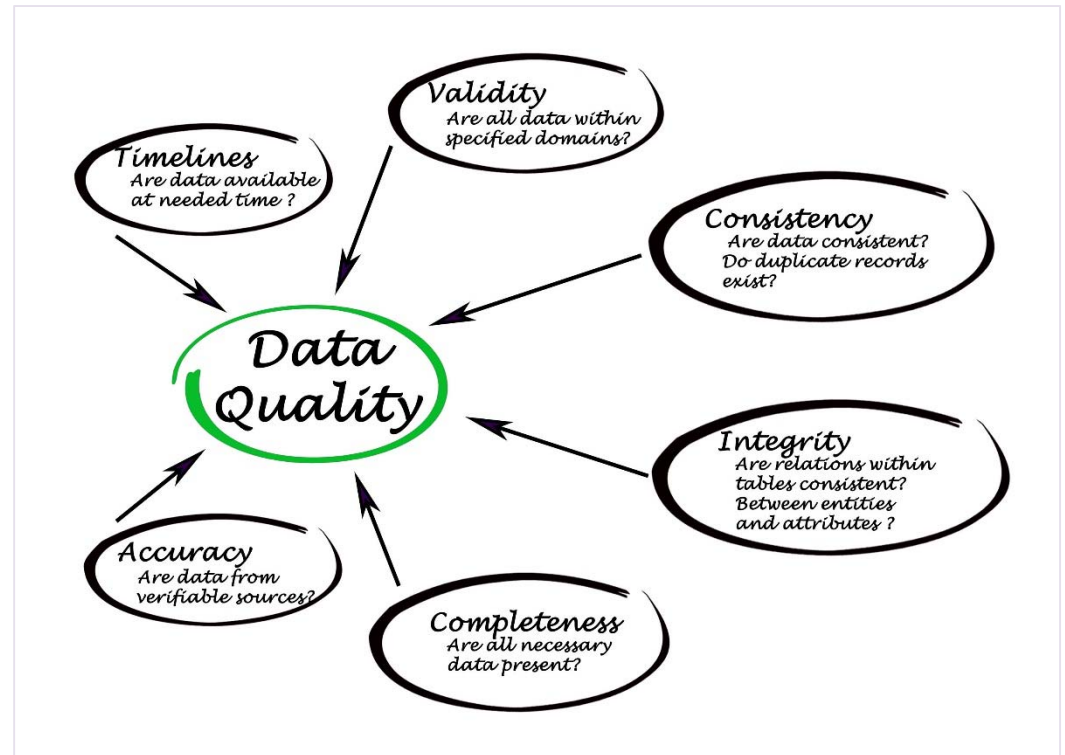 Validity
Are all data within
specified domains?
Timelines
Are data available
at needed time ?
Consistency
Are data consistent?
Do duplicate records
exist?
Data
Quality
Integrity
Are relations within
tables consistent?
Between entities
and attributes ?
Accuracy
Are data from
verifiable sources?
Completeness
Are all necessary
data present?